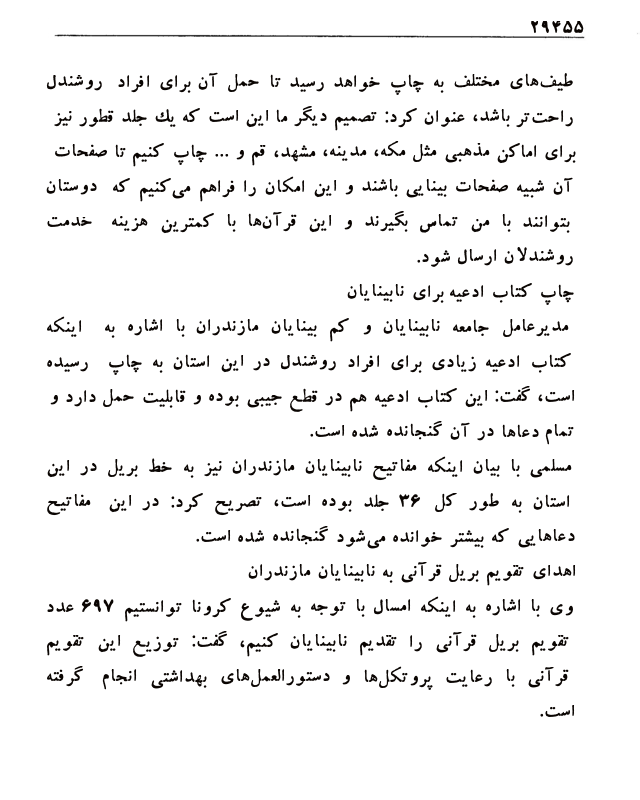 ۲۹۴۵۵
طیف‌های مختلف به چاپ خواهد رسید تا حمل آن برای افراد روشندل
راحت‌تر باشد، عنوان کرد: تصمیم دیگر ما این است که یك جلد قطور نیز
برای اماکن مذهبی مثل مکه، مدینه، مشهد، قم و ... چاپ کنیم تا صفحات
آن شبیه صفحات بینایی باشند و این امکان را فراهم می‌کنیم که دوستان
بتوانند با من تماس بگیرند و این قرآن‌ها با کمترین هزینه خدمت
روشندلان ارسال شود.
چاپ کتاب ادعیه برای نابینایان
مدیرعامل جامعه نابینایان و کم بینایان مازندران با اشاره به اینکه
کتاب ادعیه زیادی برای افراد روشندل در این استان به چاپ رسیده
است، گفت: این کتاب ادعیه هم در قطع جیبی بوده و قابلیت حمل دارد و
تمام دعاها در آن گنجانده شده است.
مسلمی با بیان اینکه مفاتیح نابینایان مازندران نیز به خط بریل در این
استان به طور کل ۳۶ جلد بوده است، تصریح کرد: در این مفاتیح
دعاهایی که بیشتر خوانده می‌شود گنجانده شده است.
اهدای تقویم بریل قرآنی به نابینایان مازندران
وی با اشاره به اینکه امسال با توجه به شیوع کرونا توانستیم ۶۹۷ عدد
تقویم بریل قرآنی را تقدیم نابینایان کنیم، گفت: توزیع این تقویم
قرآنی با رعایت پروتکل‌ها و دستورالعمل‌های بهداشتی انجام گرفته
است.